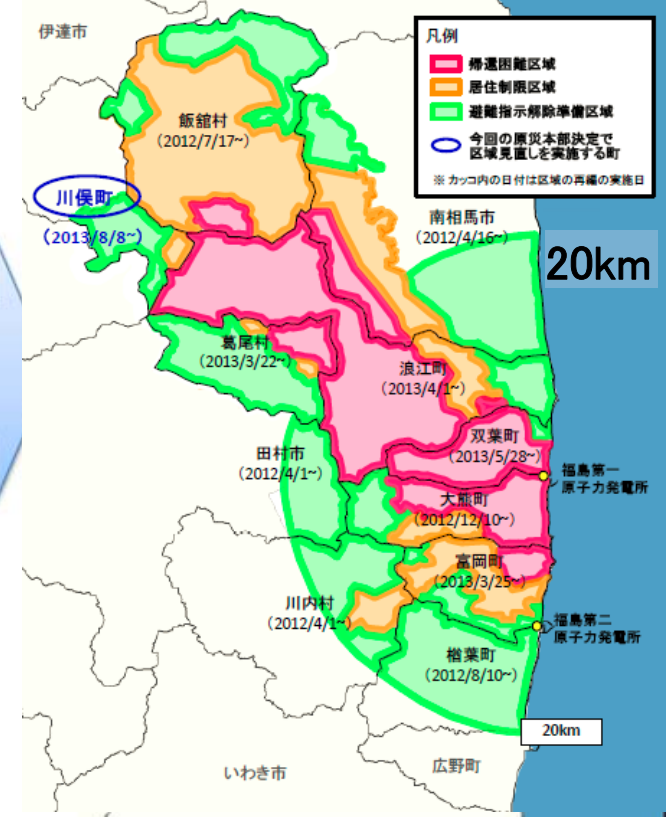 伊達市
凡例
帰還困難区域
居住制限区域
避難指示解除準備区域
今回の原災本部決定で
区域見直しを実施する町
※ カッコ内の日付は区域の再編の実施日
飯舘村
(2012/7/17~)
川俣町
(2013/8/8~)
南相馬市
(2012/4/16~)
20km
葛尾村
(2013/3/22~)
浪江町
(2013/4/1~)
双葉町
(2013/5/28~)
田村市
(2012/4/1~)
福島第一
原子力発電所
大熊町
(2012/12/10~)
富岡町
(2013/3/25~)
川内村
(2012/4/1~)
福島第二
原子力発電所
楢葉町
(2012/8/10~)
20km
いわき市
広野町